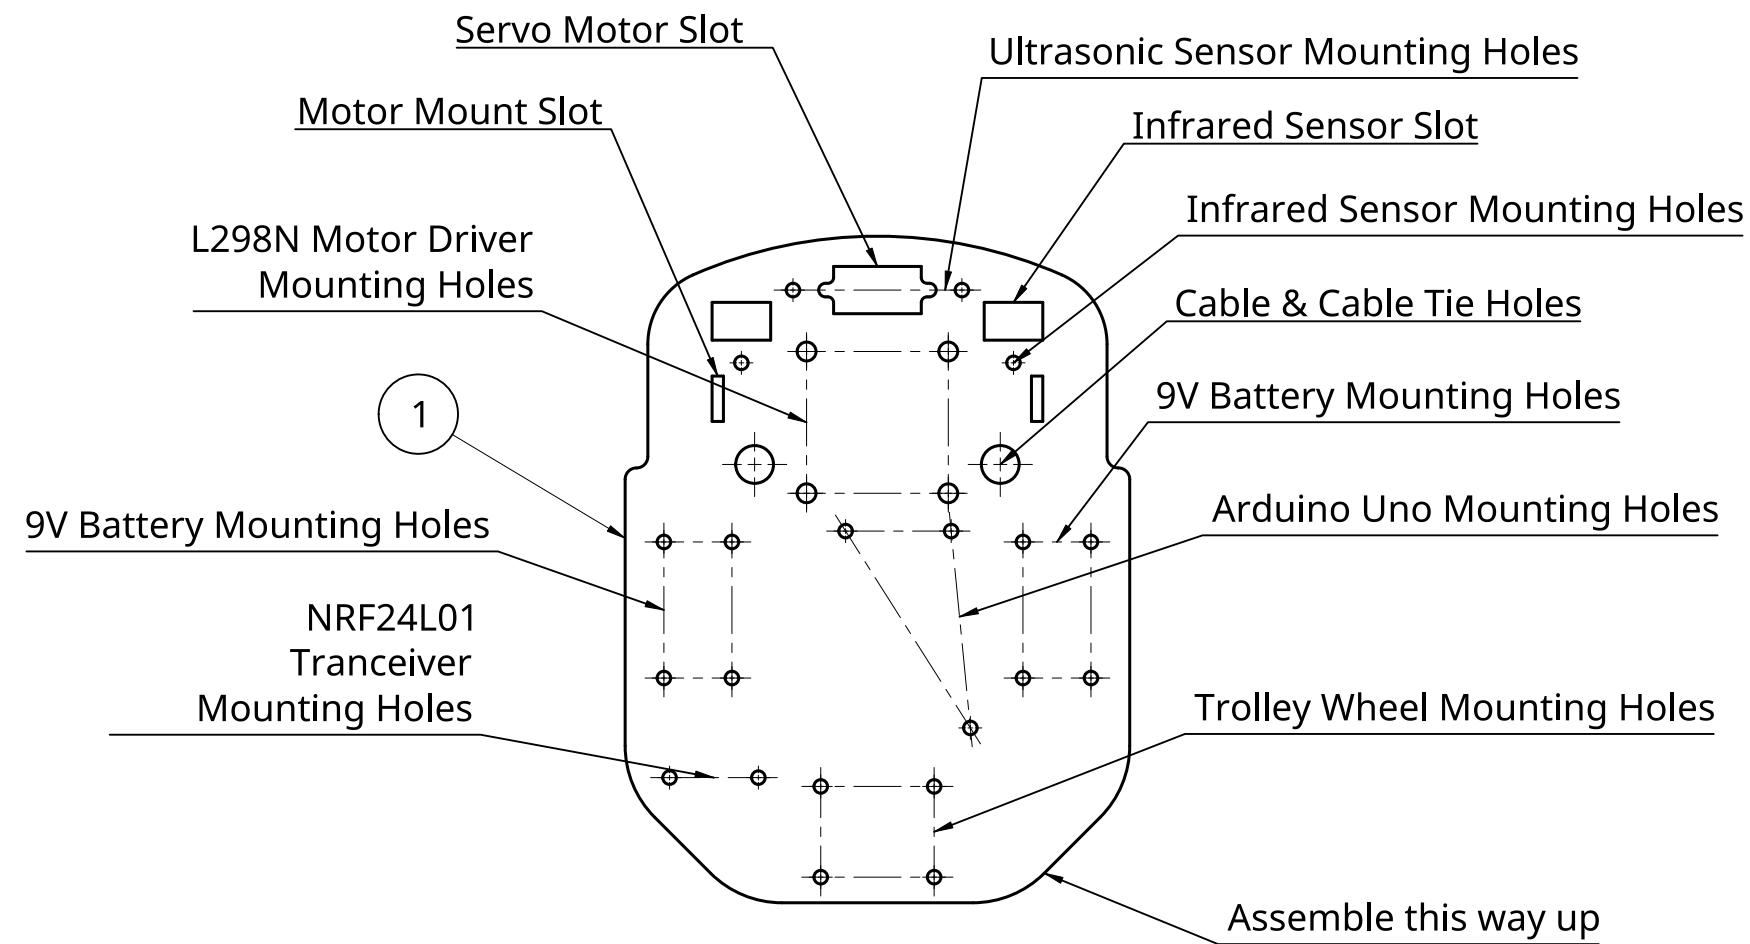 Servo Motor Slot
Ultrasonic Sensor Mounting Holes
Motor Mount Slot
Infrared Sensor Slot
Infrared Sensor Mounting Holes
L298N Motor Driver
Mounting Holes
Cable & Cable Tie Holes
1
9V Battery Mounting Holes
9V Battery Mounting Holes
Arduino Uno Mounting Holes
NRF24L01
Tranceiver
Mounting Holes
Trolley Wheel Mounting Holes
Assemble this way up